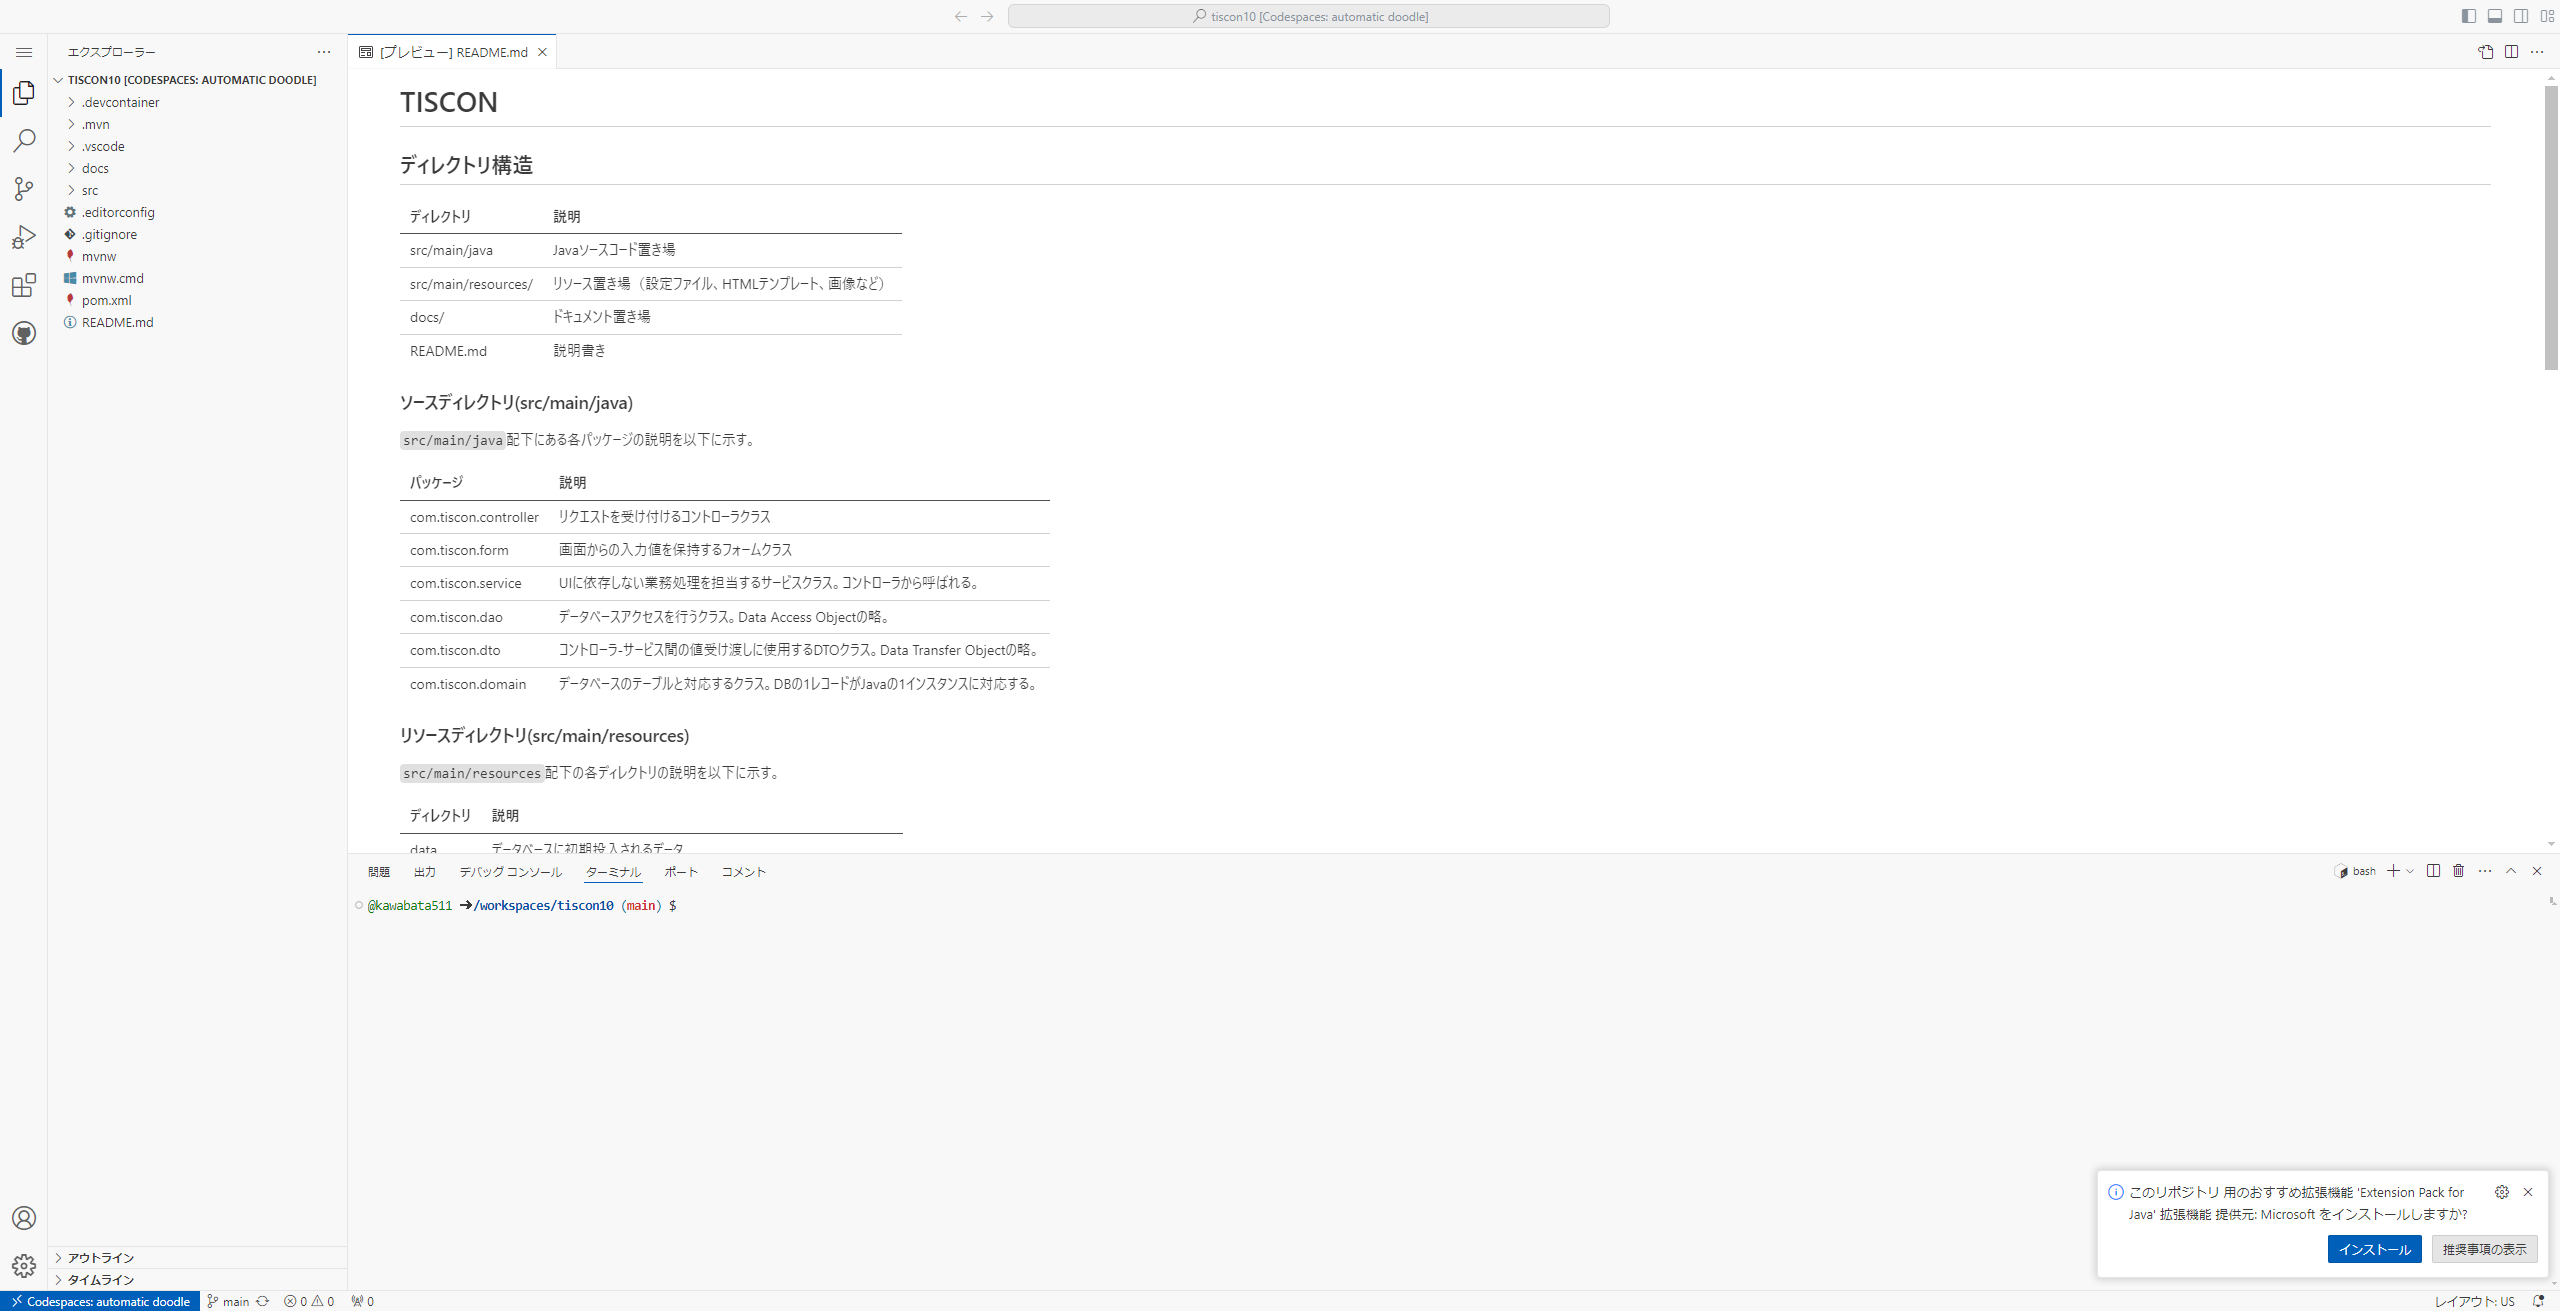 tiscon10 [Codespaces: automatic doodle]
エクスプローラー
[プレビュー] README.md
TISCON10 [CODESPACES: AUTOMATIC DOODLE]
.devcontainer
.mvn
.vscode
docs
src
.editorconfig
.gitignore
mvnw
mvnw.cmd
pom.xml
README.md
アウトライン
タイムライン
TISCON
ディレクトリ構造
ディレクトリ 説明
src/main/java Javaソースコード置き場
src/main/resources/ リソース置き場（設定ファイル、HTMLテンプレート、画像など）
docs/ ドキュメント置き場
README.md 説明書き
ソースディレクトリ(src/main/java)
src/main/java配下にある各パッケージの説明を以下に示す。
パッケージ 説明
com.tiscon.controller リクエストを受け付けるコントローラクラス
com.tiscon.form 画面からの入力値を保持するフォームクラス
com.tiscon.service UIに依存しない業務処理を担当するサービスクラス。コントローラから呼ばれる。
com.tiscon.dao データベースアクセスを行うクラス。Data Access Objectの略。
com.tiscon.dto コントローラ-サービス間の値受け渡しに使用するDTOクラス。Data Transfer Objectの略。
com.tiscon.domain データベースのテーブルと対応するクラス。DBの1レコードがJavaの1インスタンスに対応する。
リソースディレクトリ(src/main/resources)
src/main/resources配下の各ディレクトリの説明を以下に示す。
ディレクトリ 説明
data データベースに初期投入されるデータ
問題 出力 デバッグ コンソール ターミナル ポート コメント
bash
@kawabata511 ➜/workspaces/tiscon10 (main) $
このリポジトリ 用のおすすめ拡張機能 'Extension Pack for
Java' 拡張機能 提供元: Microsoft をインストールしますか?
インストール 推奨事項の表示
Codespaces: automatic doodle main 0 0 0 レイアウト: US